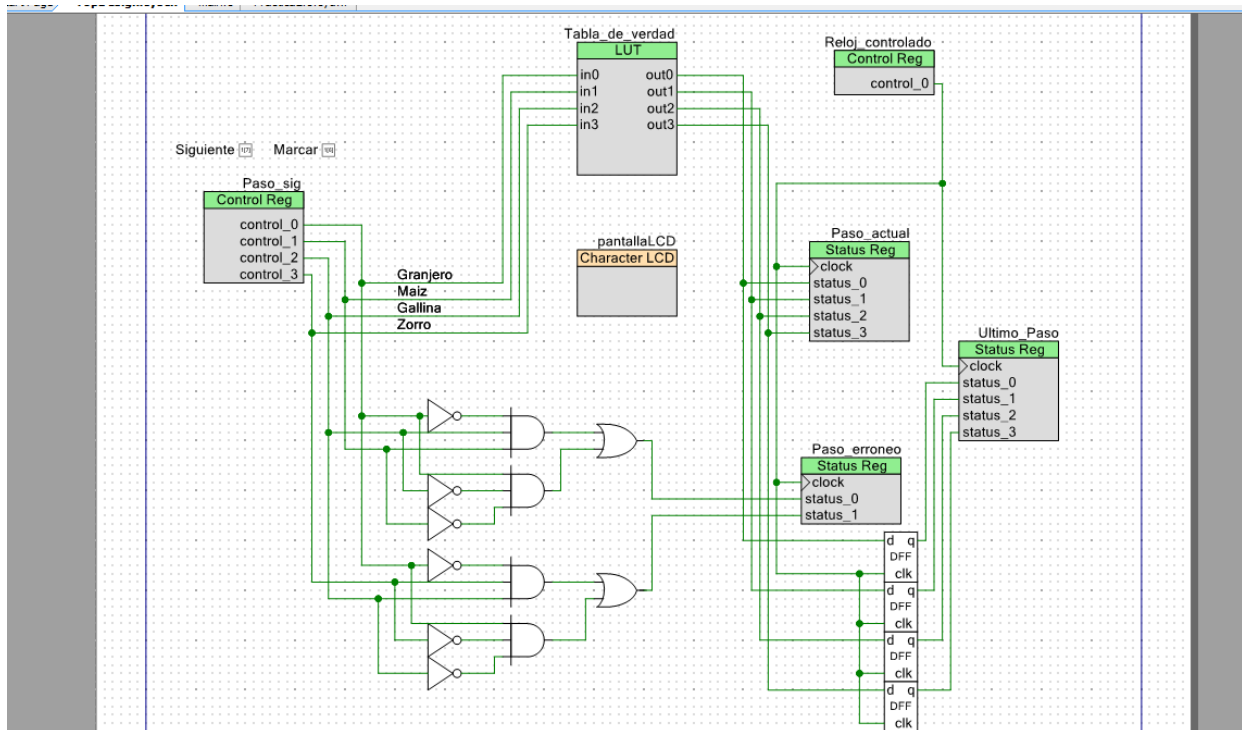 Tabla_de_verdad
LUT
in0 out0
in1 out1
in2 out2
in3 out3
Reloj_controlado
Control Reg
control_0
Siguiente
Marcar
Paso_sig
Control Reg
control_0
control_1
control_2
control_3
Granjero
Maiz
Gallina
Zorro
pantallaLCD
Character LCD
Paso_actual
Status Reg
clock
status_0
status_1
status_2
status_3
Ultimo_Paso
Status Reg
clock
status_0
status_1
status_2
status_3
Paso_erroneo
Status Reg
clock
status_0
status_1
d q
DFF
clk
d q
DFF
clk
d q
DFF
clk
d q
DFF
clk